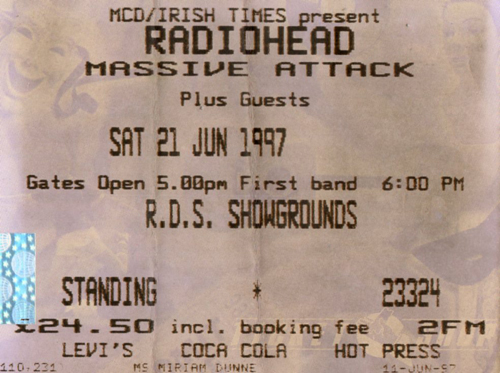 MCD/IRISH TIMES present
RADIOHEAD
MASSIVE ATTACK
Plus Guests
SAT 21 JUN 1997
Gates Open 5.00pm First band 6:00 PM
R.D.S. SHOWGROUNDS
STANDING * 23324
£24.50 incl. booking fee 2FM
LEVI'S COCA COLA HOT PRESS
110.231 MS MIRIAM DUNNE 11-JUN-97